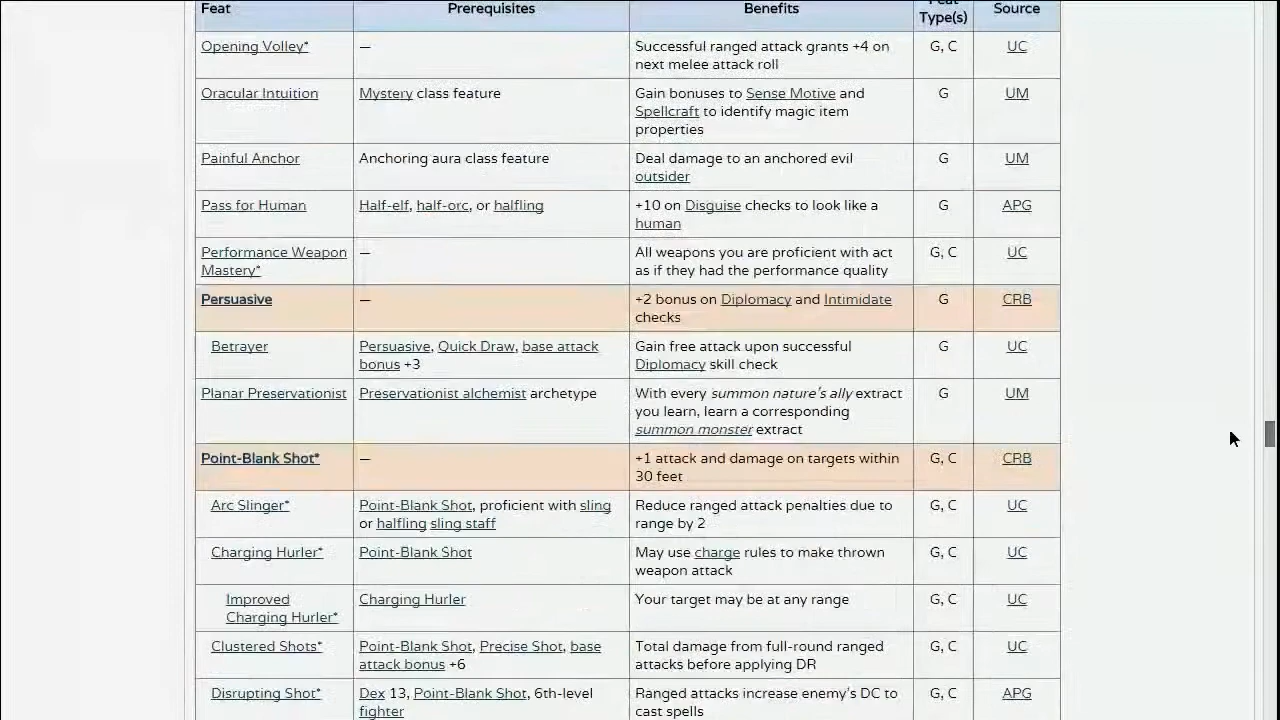 Feat Prerequisites Benefits Feat Type(s) Source
Opening Volley* — Successful ranged attack grants +4 on G, C UC
next melee attack roll
Oracular Intuition Mystery class feature Gain bonuses to Sense Motive and G UM
Spellcraft to identify magic item
properties
Painful Anchor Anchoring aura class feature Deal damage to an anchored evil G UM
outsider
Pass for Human Half-elf, half-orc, or halfling +10 on Disguise checks to look like a G APG
human
Performance Weapon — All weapons you are proficient with act G, C UC
Mastery* as if they had the performance quality
Persuasive — +2 bonus on Diplomacy and Intimidate G CRB
checks
Betrayer Persuasive, Quick Draw, base attack Gain free attack upon successful G UC
bonus +3 Diplomacy skill check
Planar Preservationist Preservationist alchemist archetype With every summon nature's ally extract G UM
you learn, learn a corresponding
summon monster extract
Point-Blank Shot* — +1 attack and damage on targets within G, C CRB
30 feet
Arc Slinger* Point-Blank Shot, proficient with sling Reduce ranged attack penalties due to G, C UC
or halfling sling staff range by 2
Charging Hurler* Point-Blank Shot May use charge rules to make thrown G, C UC
weapon attack
Improved Charging Hurler Your target may be at any range G, C UC
Charging Hurler*
Clustered Shots* Point-Blank Shot, Precise Shot, base Total damage from full-round ranged G, C UC
attack bonus +6 attacks before applying DR
Disrupting Shot* Dex 13, Point-Blank Shot, 6th-level Ranged attacks increase enemy's DC to G, C APG
fighter cast spells